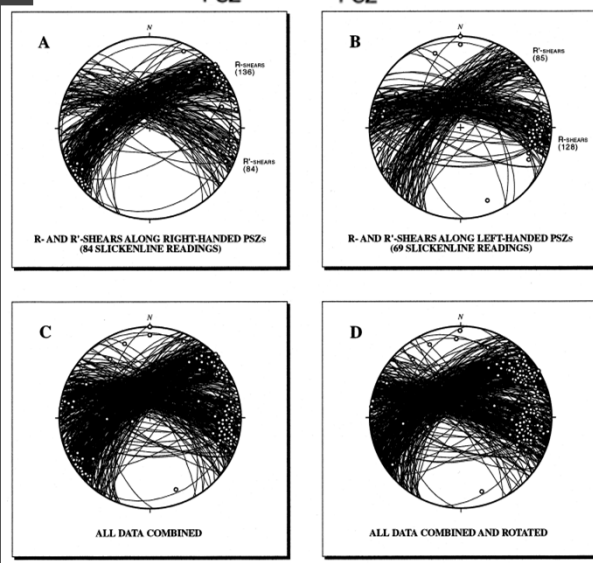 A
N
R-SHEARS
(136)
R'-SHEARS
(84)
R- AND R'-SHEARS ALONG RIGHT-HANDED PSZs
(84 SLICKENLINE READINGS)
B
N
R'-SHEARS
(85)
R-SHEARS
(128)
R- AND R'-SHEARS ALONG LEFT-HANDED PSZs
(69 SLICKENLINE READINGS)
C
N
ALL DATA COMBINED
D
N
ALL DATA COMBINED AND ROTATED